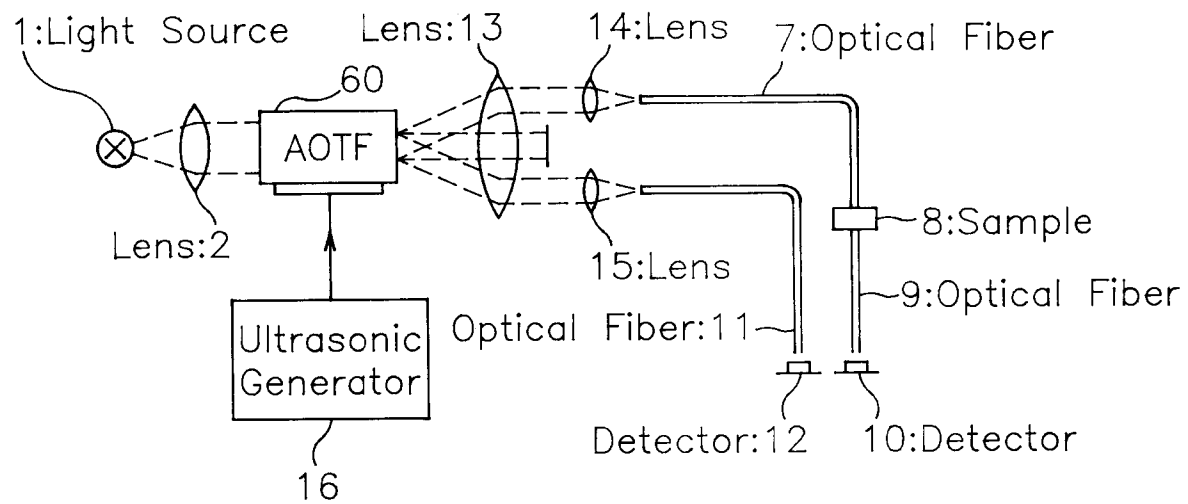 1:Light Source
Lens:13
14:Lens
7:Optical Fiber
60
AOTF
Lens:2
8:Sample
15:Lens
9:Optical Fiber
Optical Fiber:11
Ultrasonic
Generator
Detector:12
10:Detector
16